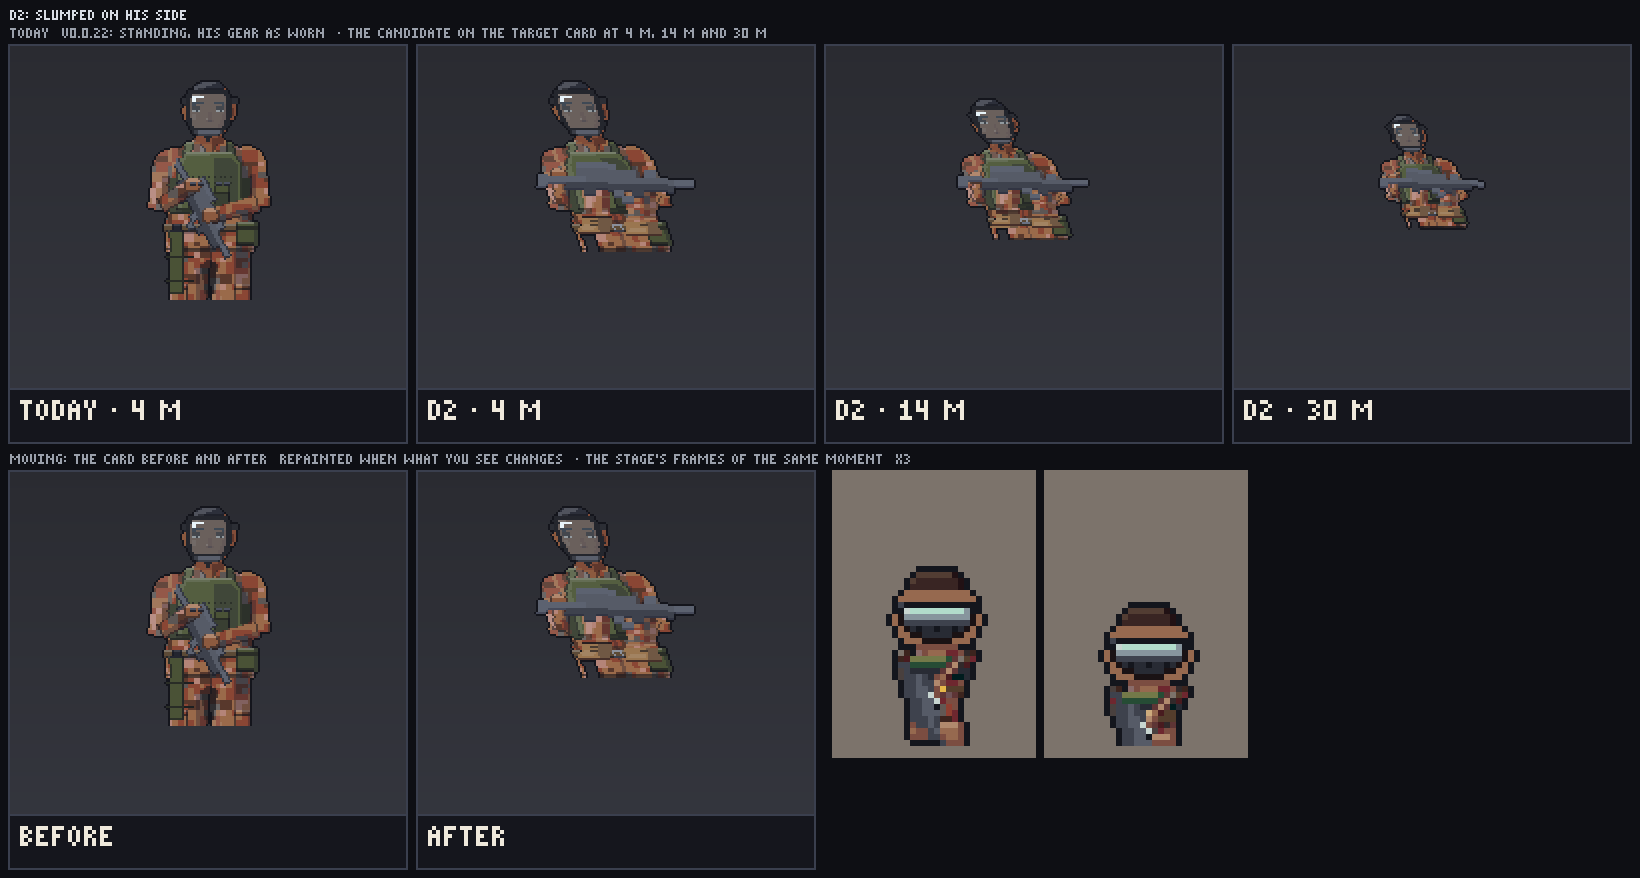 D2: SLUMPED ON HIS SIDE
TODAY V0.0.22: STANDING, HIS GEAR AS WORN · THE CANDIDATE ON THE TARGET CARD AT 4 M, 14 M AND 30 M
TODAY · 4 M
D2 · 4 M
D2 · 14 M
D2 · 30 M
MOVING: THE CARD BEFORE AND AFTER REPAINTED WHEN WHAT YOU SEE CHANGES · THE STAGE'S FRAMES OF THE SAME MOMENT X3
BEFORE
AFTER